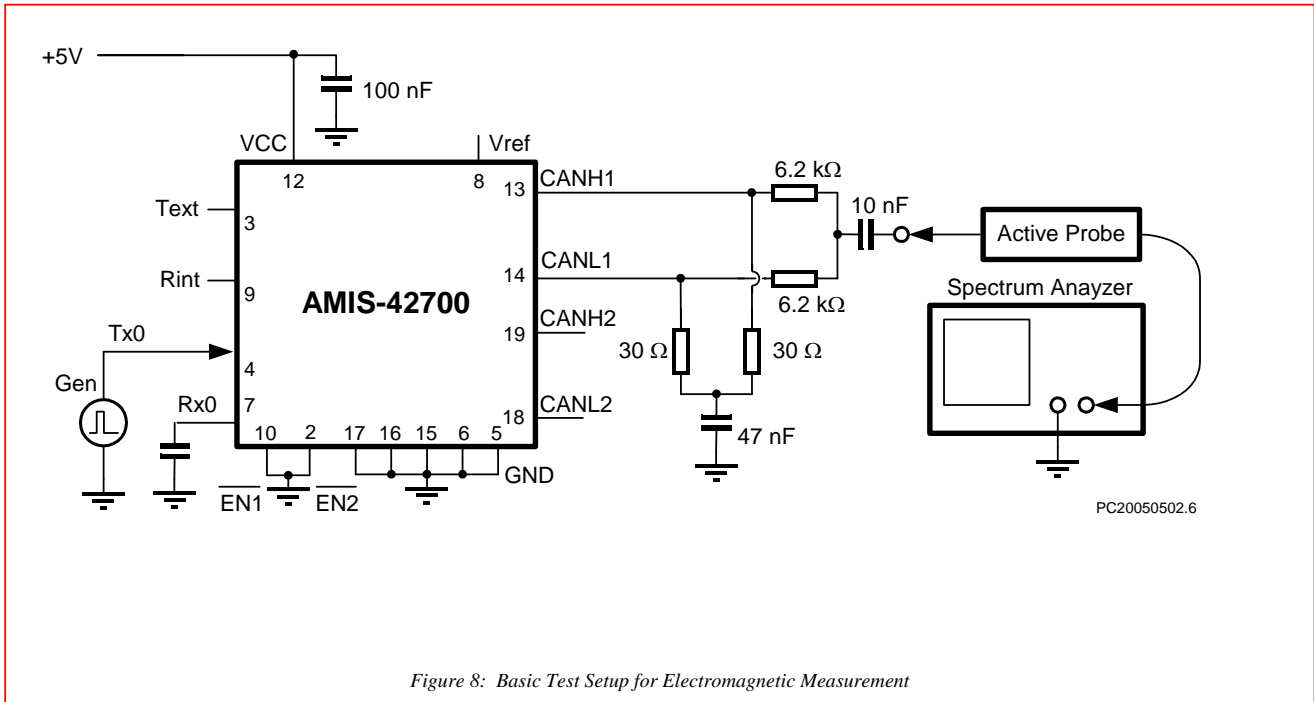 +5V
100 nF
VCC
Vref
12
8
13
CANH1
6.2 kΩ
10 nF
Active Probe
Text
3
14
CANL1
6.2 kΩ
Spectrum Anayzer
Rint
9
AMIS-42700
19
CANH2
Tx0
4
30 Ω
30 Ω
Gen
Rx0
7
18
CANL2
47 nF
10
2
17
16
15
6
5
GND
EN1
EN2
PC20050502.6
Figure 8: Basic Test Setup for Electromagnetic Measurement